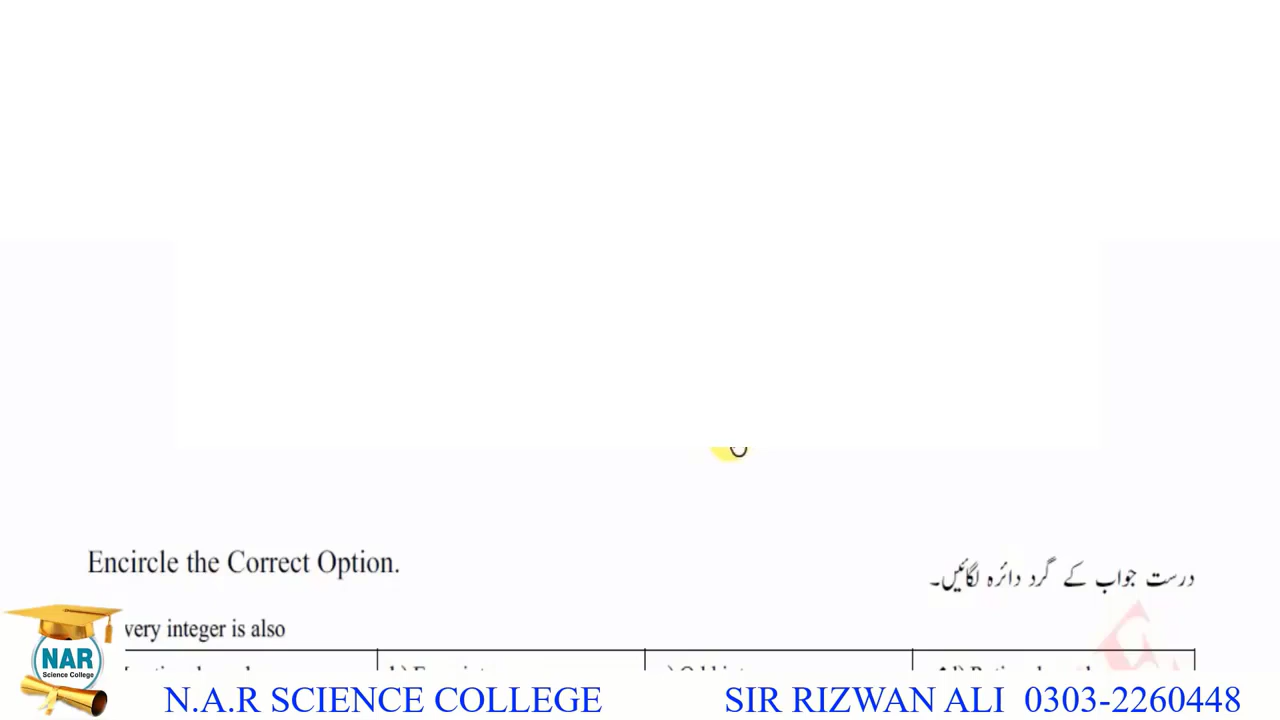 Encircle the Correct Option.
درست جواب کے گرد دائرہ لگائیں۔
very integer is also
NAR
Science College
N.A.R SCIENCE COLLEGE SIR RIZWAN ALI 0303-2260448